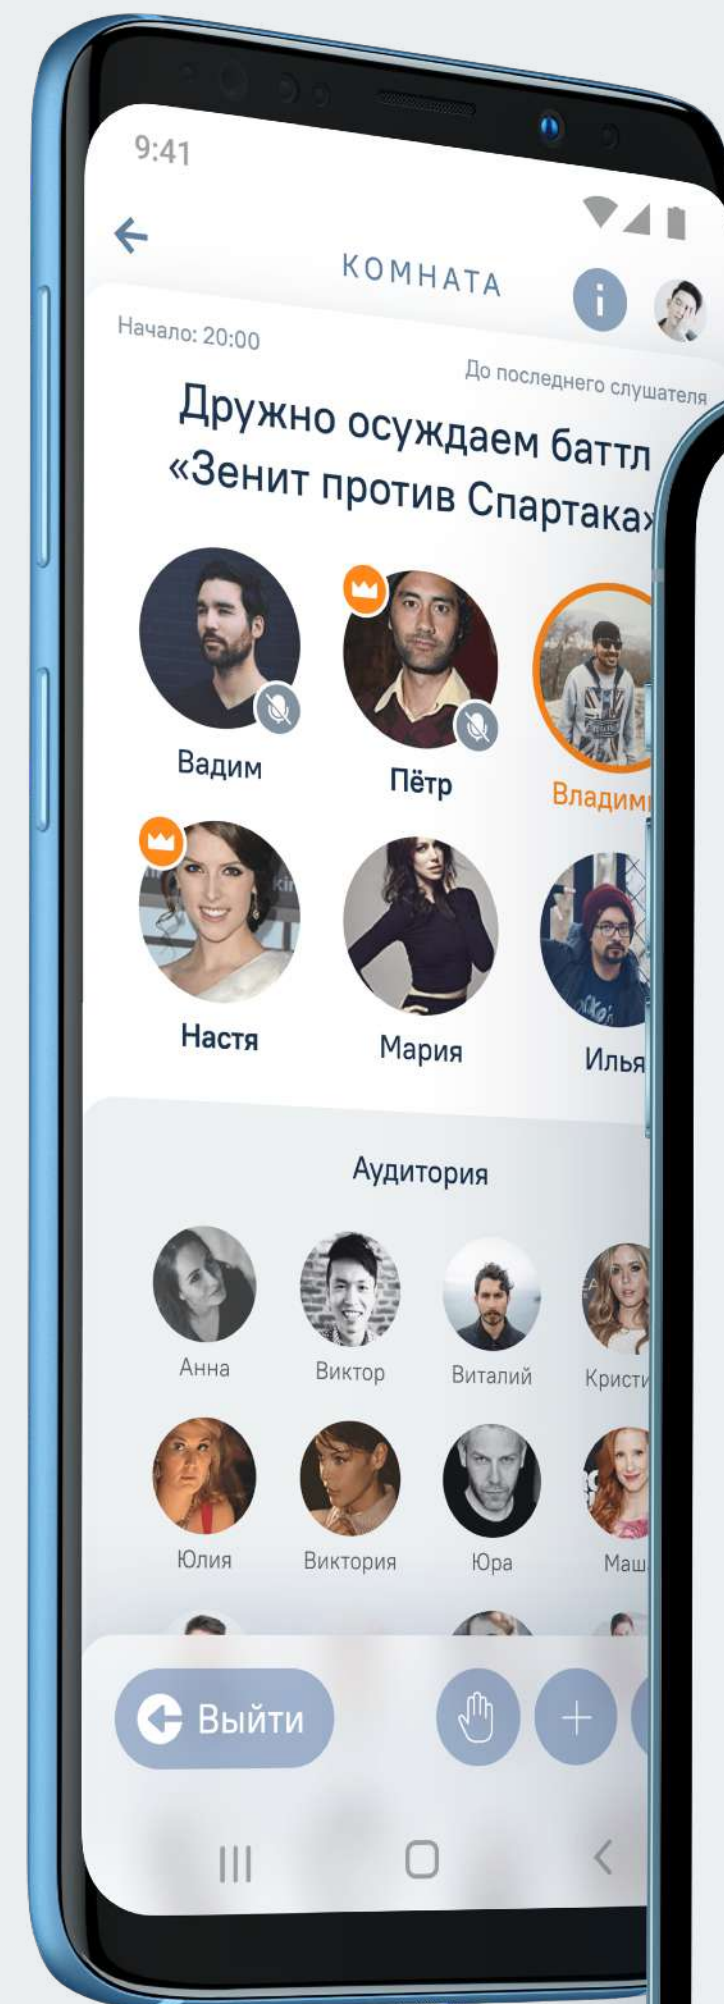 9:41
КОМНАТА
Начало: 20:00
До последнего слушателя
Дружно осуждаем баттл
«Зенит против Спартака»
Вадим
Пётр
Настя
Мария
Илья
Аудитория
Анна
Виктор
Виталий
Юлия
Виктория
Юра
Выйти